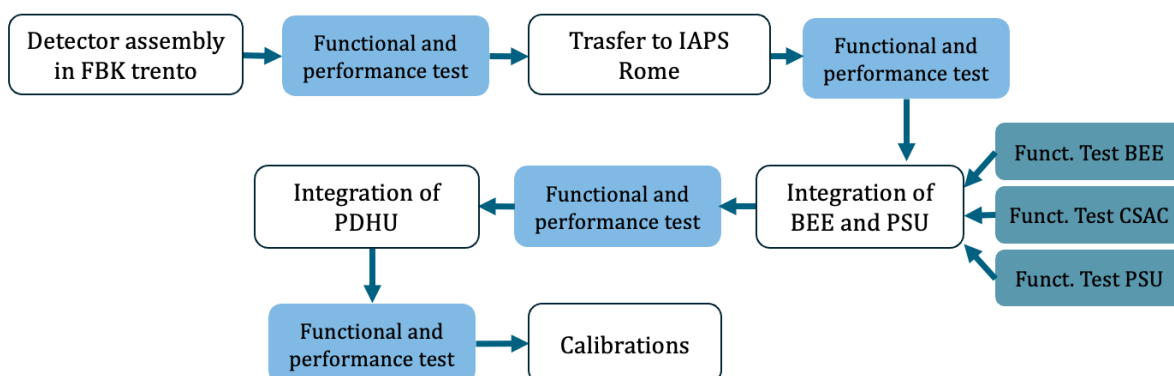 Detector assembly
in FBK trento
Functional and
performance test
Trasfer to IAPS
Rome
Functional and
performance test
Funct. Test BEE
Funct. Test CSAC
Funct. Test PSU
Integration of
BEE and PSU
Functional and
performance test
Integration of
PDHU
Functional and
performance test
Calibrations